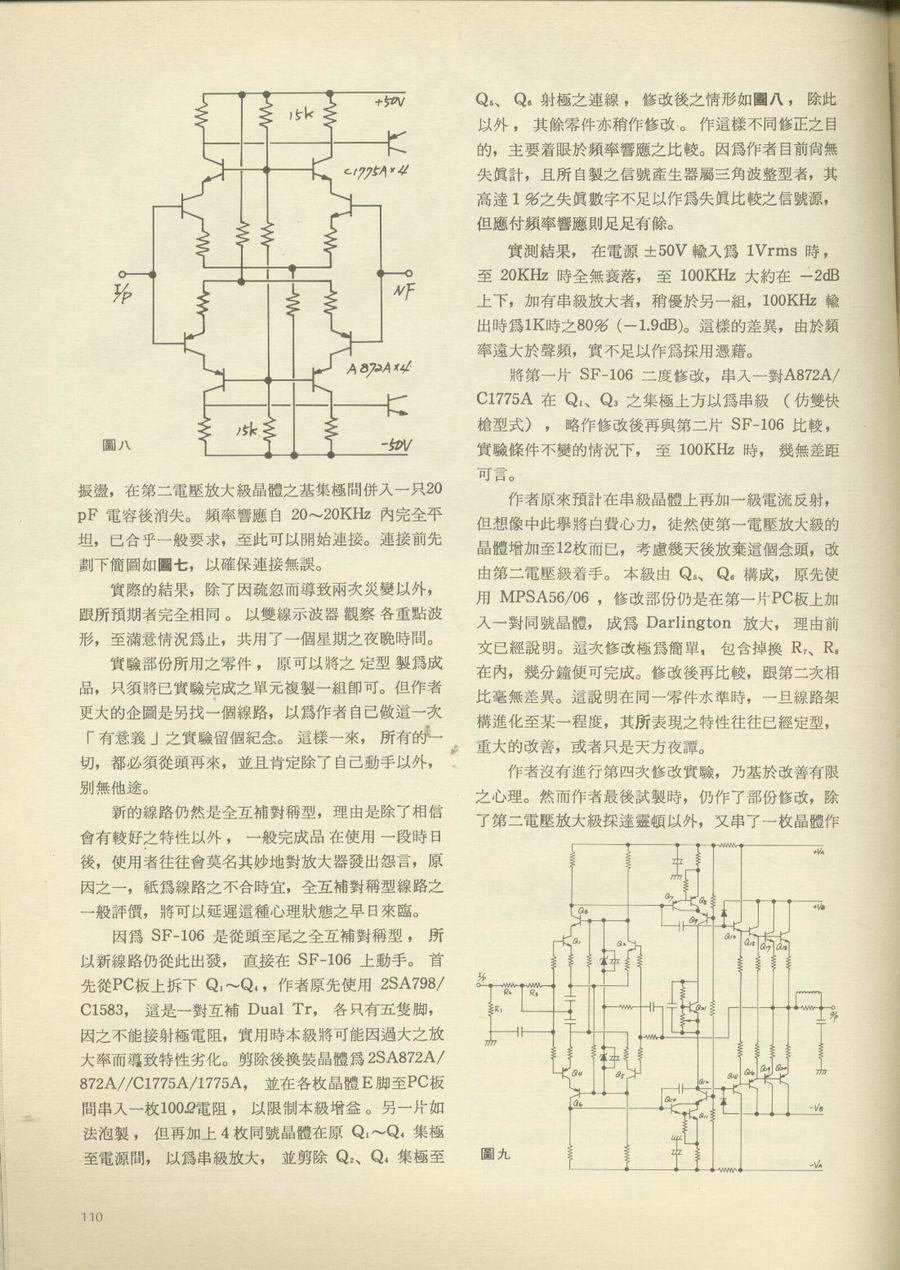 +50V
15k
C1775A×4
I/P
NF
A872A×4
15k
-50V
圖八
振盪，在第二電壓放大級晶體之基集極間併入一只20
pF 電容後消失。 頻率響應自 20～20KHz 內完全平
坦，已合乎一般要求，至此可以開始連接。連接前先
劃下簡圖如圖七，以確保連接無誤。
實際的結果，除了因疏忽而導致兩次災變以外，
跟所預期者完全相同 。 以雙線示波器 觀察 各重點波
形，至滿意情況爲止，共用了一個星期之夜晚時間。
實驗部份所用之零件 ， 原可以將之 定型 製爲成
品，只須將已實驗完成之單元複製一組卽可。但作者
更大的企圖是另找一個線路，以爲作者自己做這一次
「 有意義 」之實驗留個紀念。 這樣一來， 所有的一
切，都必須從頭再來，並且肯定除了自己動手以外，
別無他途。
新的線路仍然是全互補對稱型，理由是除了相信
會有較好之特性以外 ， 一般完成品 在使用 一段時日
後，使用者往往會莫名其妙地對放大器發出怨言，原
因之一，祇爲線路之不合時宜，全互補對稱型線路之
一般評價，將可以延遲這種心理狀態之早日來臨。
因爲 SF-106 是從頭至尾之全互補對稱型 ， 所
以新線路仍從此出發， 直接在 SF-106 上動手。 首
先從PC板上拆下 Q₁～Q₄，作者原先使用 2SA798/
C1583， 這是一對互補 Dual Tr， 各只有五隻脚，
因之不能接射極電阻，實用時本級將可能因過大之放
大率而導致特性劣化。剪除後換裝晶體爲2SA872A/
872A//C1775A/1775A， 並在各枚晶體E脚至PC板
間串入一枚100Ω電阻 ， 以限制本級增益 。另一片如
法泡製 ， 但再加上 4 枚同號晶體在原 Q₁～Q₄ 集極
至電源間， 以爲串級放大， 並剪除 Q₂、Q₄ 集極至
Q₅、 Q₆ 射極之連線 ， 修改後之情形如圖八 ， 除此
以外 ， 其餘零件亦稍作修改 。 作這樣不同修正之目
的，主要着眼於頻率響應之比較。因爲作者目前尙無
失眞計，且所自製之信號產生器屬三角波整型者，其
高達 1 %之失眞數字不足以作爲失眞比較之信號源，
但應付頻率響應則足足有餘。
實測結果， 在電源 ±50V 輸入爲 1Vrms 時，
至 20KHz 時全無衰落， 至 100KHz 大約在 －2dB
上下，加有串級放大者，稍優於另一組，100KHz 輸
出時爲1K時之80% (－1.9dB)。這樣的差異，由於頻
率遠大於聲頻，實不足以作爲採用憑藉。
將第一片 SF-106 二度修改，串入一對A872A/
C1775A 在 Q₁、Q₃ 之集極上方以爲串級 （ 仿雙快
槍型式） ， 略作修改後再與第二片 SF-106 比較，
實驗條件不變的情況下， 至 100KHz 時， 幾無差距
可言。
作者原來預計在串級晶體上再加一級電流反射，
但想像中此舉將白費心力，徒然使第一電壓放大級的
晶體增加至12枚而已，考慮幾天後放棄這個念頭，改
由第二電壓級着手。 本級由 Q₅、 Q₆ 構成， 原先使
用 MPSA56/06 ，修改部份仍是在第一片PC板上加
入一對同號晶體， 成爲 Darlington 放大， 理由前
文已經說明。這次修改極爲簡單， 包含掉換 R₇、R₈
在內，幾分鐘便可完成。修改後再比較，跟第二次相
比毫無差異。這說明在同一零件水準時，一旦線路架
構進化至某一程度，其所表現之特性往往已經定型，
重大的改善，或者只是天方夜譚。
作者沒有進行第四次修改實驗，乃基於改善有限
之心理。然而作者最後試製時，仍作了部份修改，除
了第二電壓放大級採達靈頓以外，又串了一枚晶體作
+VA
+VB
Q7
Q8
Q9
Q3
Q1
Q2
Q13
Q15
Q17
Q18
I/P
R2
R3
R1
O/P
Q4
Q5
Q6
Q12
Q10
Q11
-VB
-VA
圖九
110